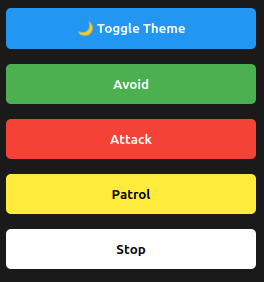 🌙 Toggle Theme
Avoid
Attack
Patrol
Stop